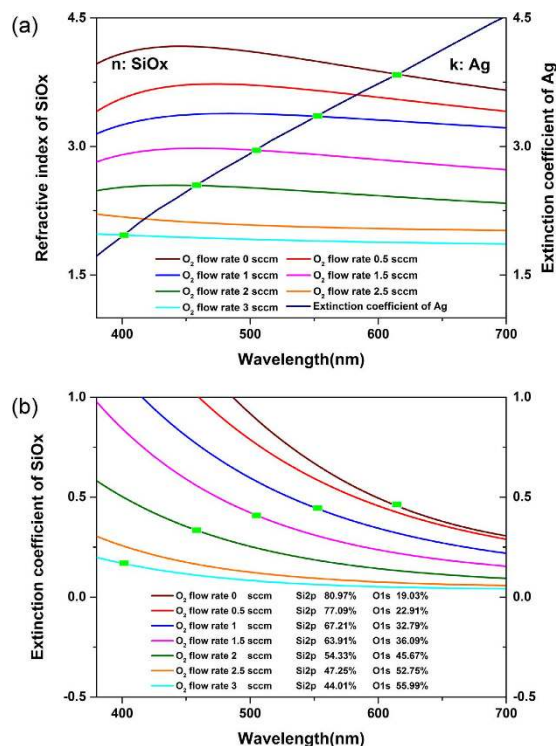 (a)
4.5 4.5
n: SiOx k: Ag
3.0 3.0
1.5 1.5
Refractive index of SiOx
Extinction coefficient of Ag
O2 flow rate 0 sccm O2 flow rate 0.5 sccm
O2 flow rate 1 sccm O2 flow rate 1.5 sccm
O2 flow rate 2 sccm O2 flow rate 2.5 sccm
O2 flow rate 3 sccm Extinction coefficient of Ag
400 500 600 700
Wavelength(nm)
(b)
1.0 1.0
0.5 0.5
0.0 0.0
Extinction coefficient of SiOx
O2 flow rate 0 sccm Si2p 80.97% O1s 19.03%
O2 flow rate 0.5 sccm Si2p 77.09% O1s 22.91%
O2 flow rate 1 sccm Si2p 67.21% O1s 32.79%
O2 flow rate 1.5 sccm Si2p 63.91% O1s 36.09%
O2 flow rate 2 sccm Si2p 54.33% O1s 45.67%
O2 flow rate 2.5 sccm Si2p 47.25% O1s 52.75%
O2 flow rate 3 sccm Si2p 44.01% O1s 55.99%
-0.5 -0.5
400 500 600 700
Wavelength(nm)